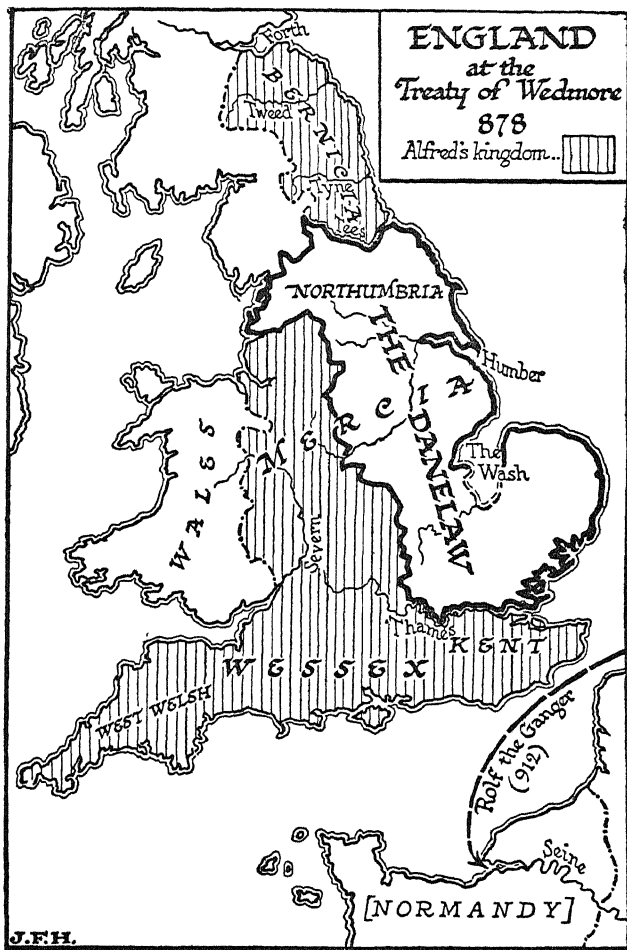 ENGLAND
at the
Treaty of Wedmore
878
Alfred's kingdom...
Forth
BERNICIA
Tweed
Tyne
Tees
NORTHUMBRIA
THE DANELAW
Humber
MERCIA
The
Wash
WALES
Severn
Thames
KENT
WESSEX
WEST WELSH
Rolf the Ganger
(912)
Seine
[NORMANDY]
J.F.H.